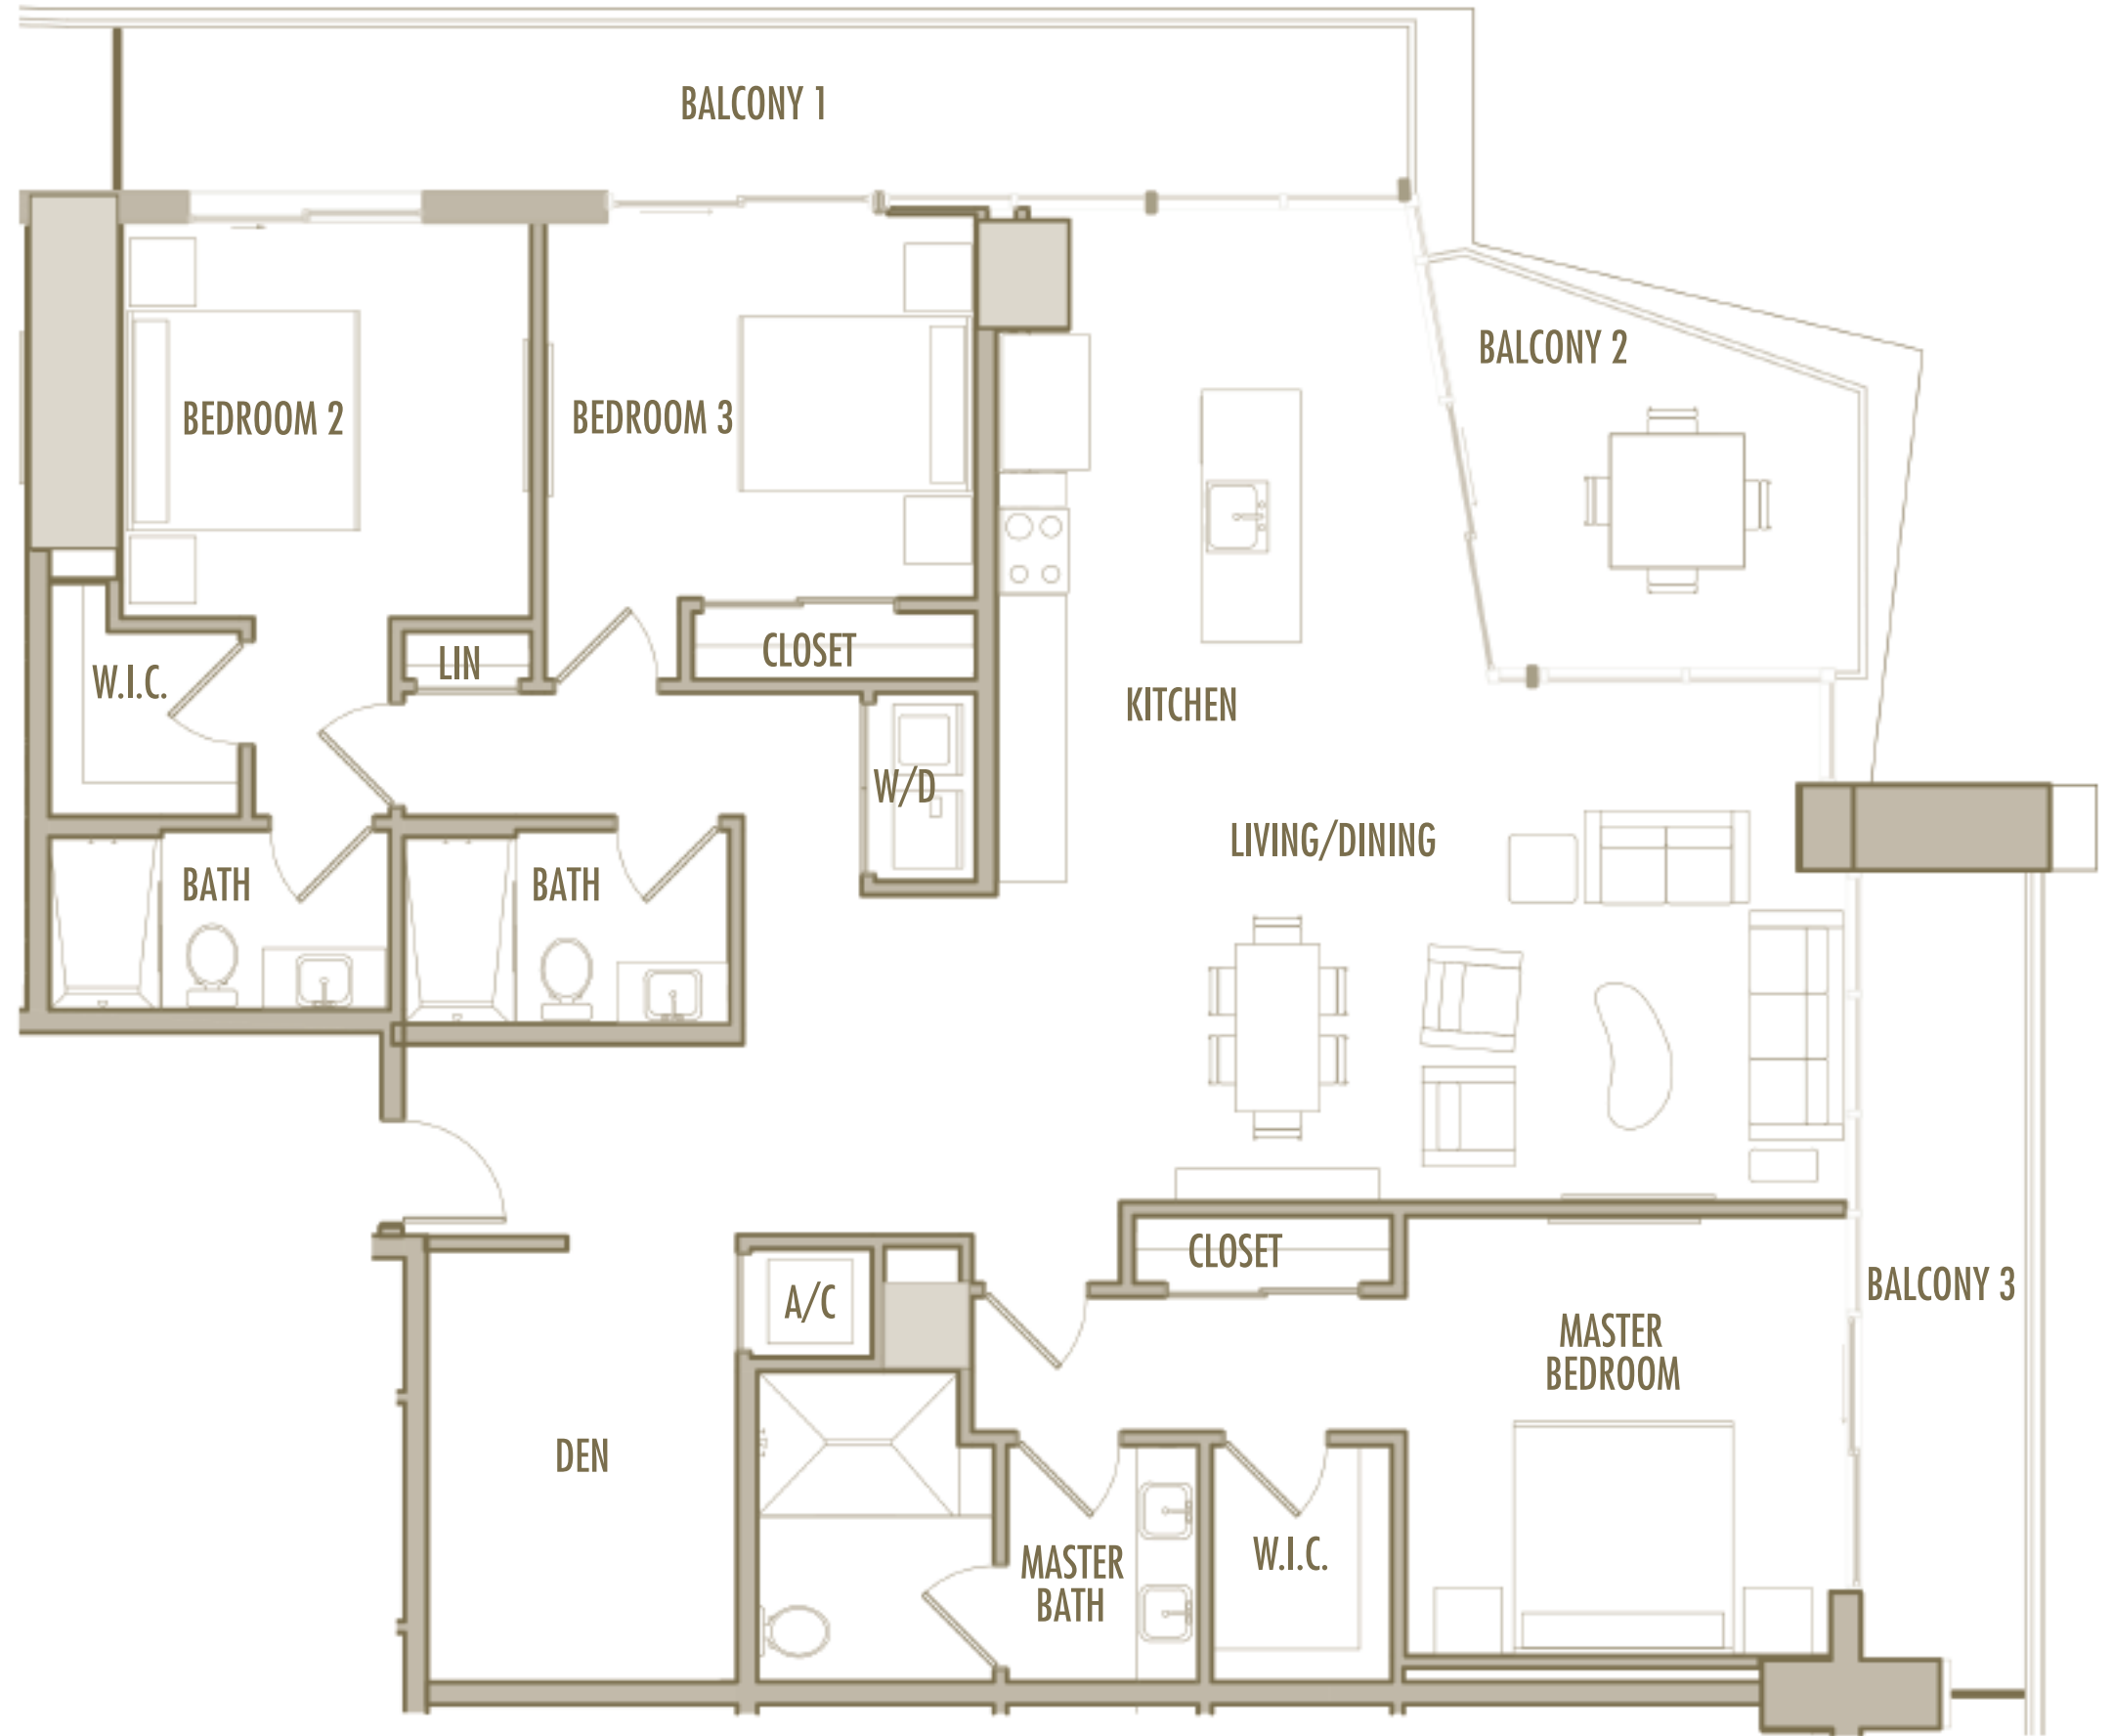 BALCONY 1
BALCONY 2
BEDROOM 2
BEDROOM 3
LIN
CLOSET
W.I.C.
KITCHEN
W/D
LIVING/DINING
BATH
BATH
CLOSET
BALCONY 3
A/C
MASTER
BEDROOM
DEN
MASTER
BATH
W.I.C.